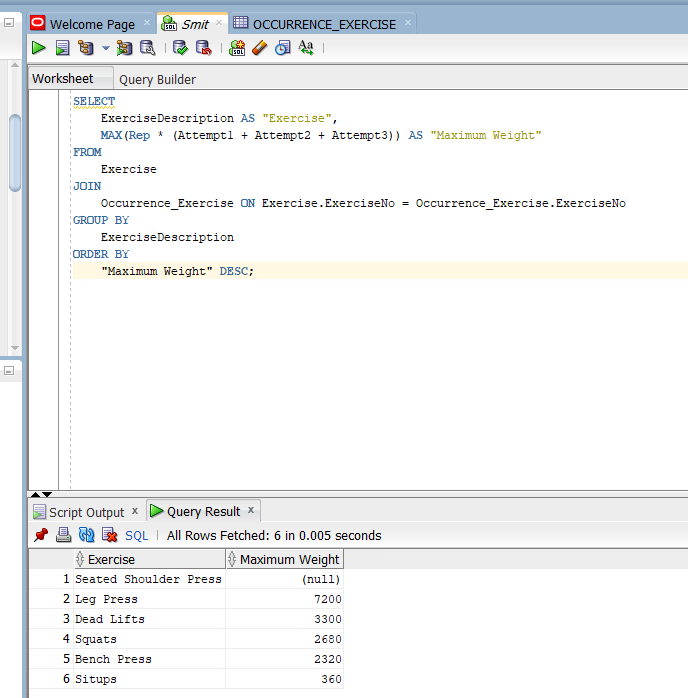 Welcome Page × Smit × OCCURRENCE_EXERCISE ×
SQL SQL Aa
Worksheet Query Builder
SELECT
ExerciseDescription AS "Exercise",
MAX(Rep * (Attempt1 + Attempt2 + Attempt3)) AS "Maximum Weight"
FROM
Exercise
JOIN
Occurrence_Exercise ON Exercise.ExerciseNo = Occurrence_Exercise.ExerciseNo
GROUP BY
ExerciseDescription
ORDER BY
"Maximum Weight" DESC;
Script Output × Query Result ×
SQL | All Rows Fetched: 6 in 0.005 seconds
Exercise Maximum Weight
1 Seated Shoulder Press (null)
2 Leg Press 7200
3 Dead Lifts 3300
4 Squats 2680
5 Bench Press 2320
6 Situps 360